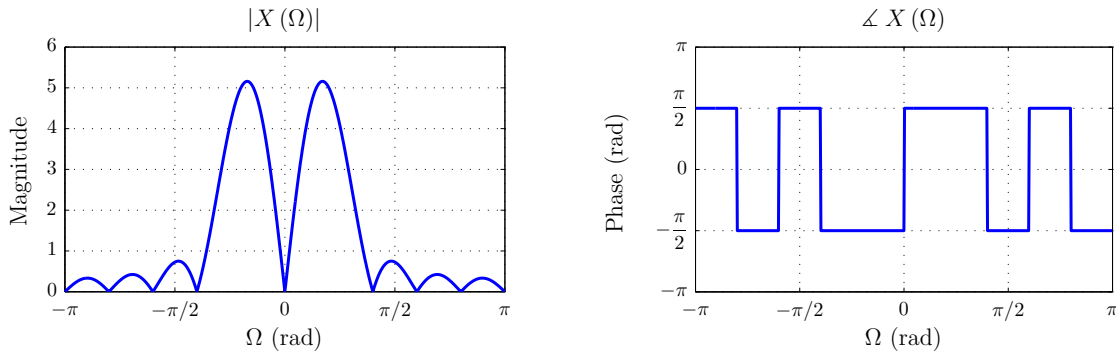 |X (Ω)|
6
5
4
3
2
1
0
Magnitude
−π
−π/2
0
π/2
π
Ω (rad)
∡ X (Ω)
π
π/2
0
−π/2
−π
Phase (rad)
−π
−π/2
0
π/2
π
Ω (rad)